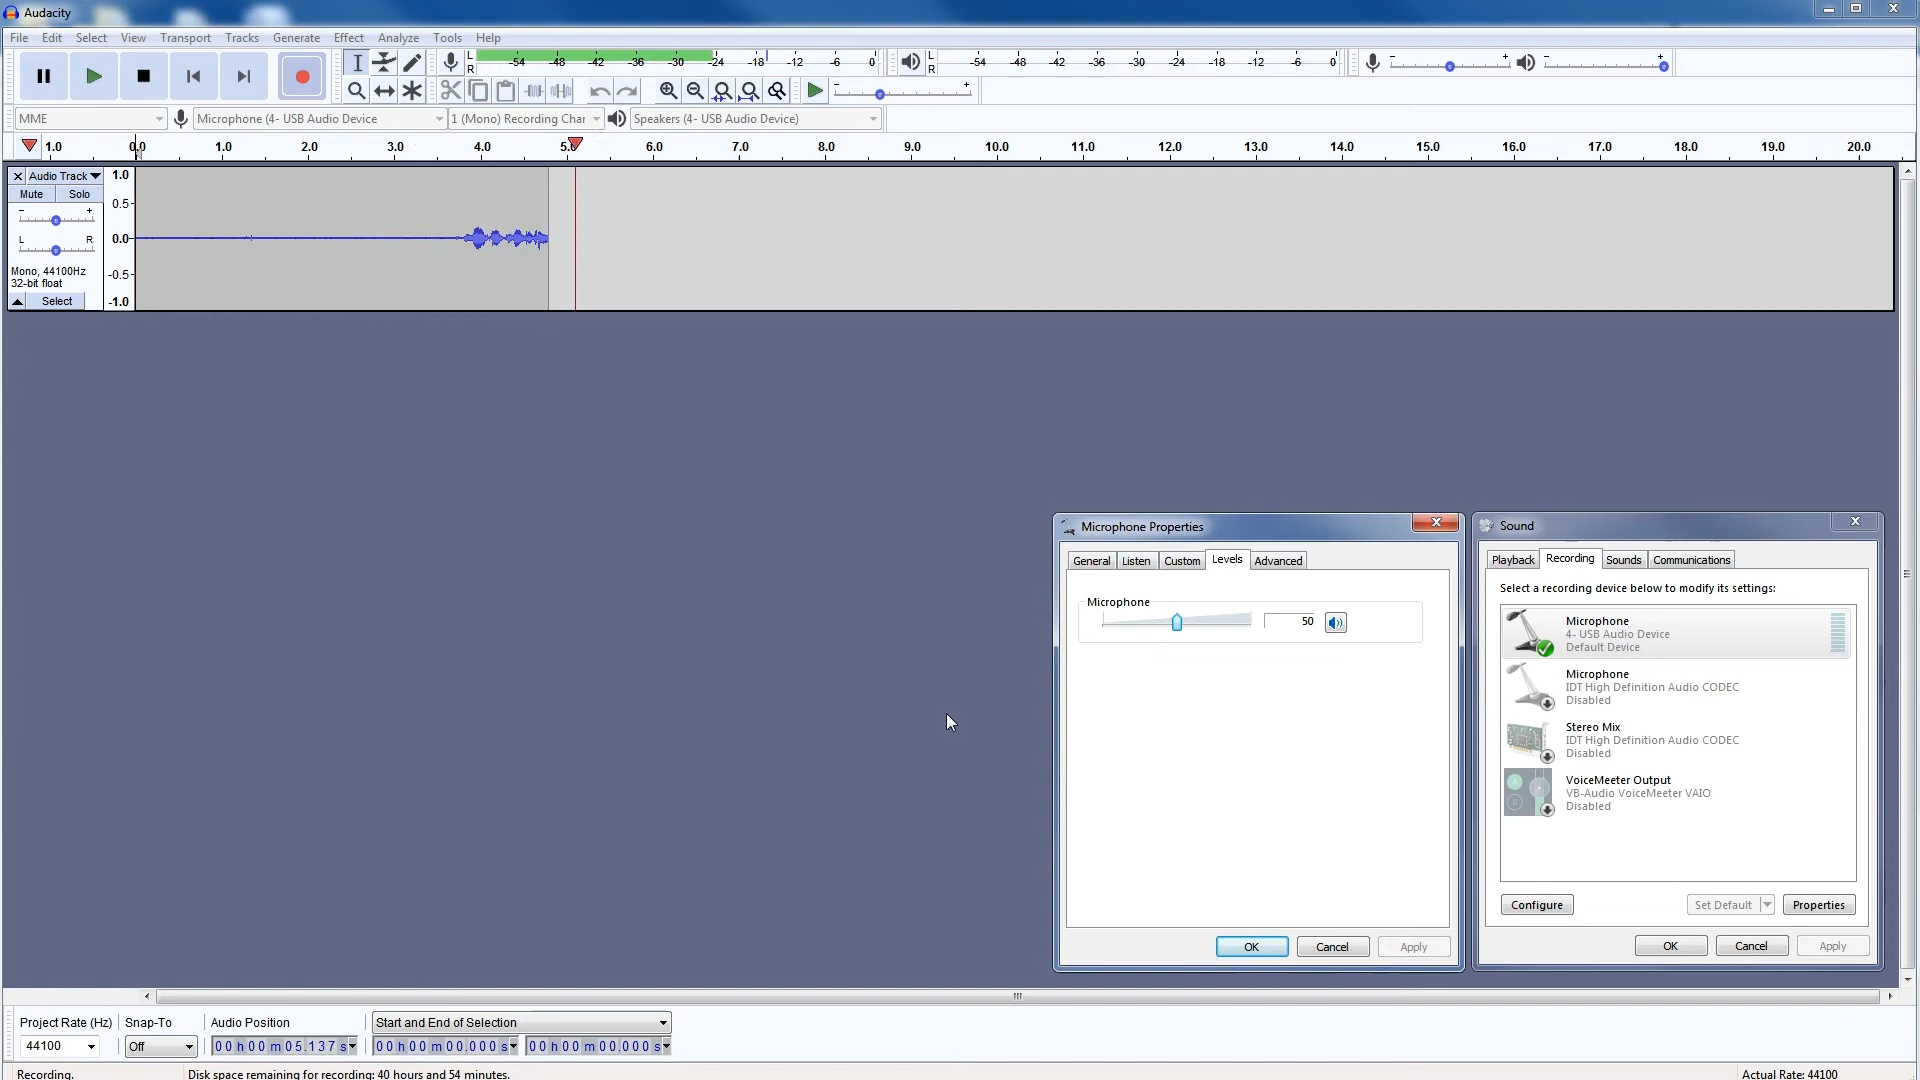 Audacity
File Edit Select View Transport Tracks Generate Effect Analyze Tools Help
L R -54 -48 -42 -36 -30 -24 -18 -12 -6 0 L R -54 -48 -42 -36 -30 -24 -18 -12 -6 0 - + - +
- +
MME Microphone (4- USB Audio Device 1 (Mono) Recording Char Speakers (4- USB Audio Device)
1.0 0.0 1.0 2.0 3.0 4.0 5.0 6.0 7.0 8.0 9.0 10.0 11.0 12.0 13.0 14.0 15.0 16.0 17.0 18.0 19.0 20.0
Audio Track 1.0
Mute Solo
0.5
- +
L R 0.0
Mono, 44100Hz
-0.5
32-bit float
Select -1.0
Microphone Properties
General Listen Custom Levels Advanced
Microphone
50
OK Cancel Apply
Sound
Playback Recording Sounds Communications
Select a recording device below to modify its settings:
Microphone
4- USB Audio Device
Default Device
Microphone
IDT High Definition Audio CODEC
Disabled
Stereo Mix
IDT High Definition Audio CODEC
Disabled
VoiceMeeter Output
VB-Audio VoiceMeeter VAIO
Disabled
Configure Set Default Properties
OK Cancel Apply
Project Rate (Hz) Snap-To Audio Position Start and End of Selection
44100 Off 00 h 00 m 05.137 s 00 h 00 m 00.000 s 00 h 00 m 00.000 s
Recording. Disk space remaining for recording: 40 hours and 54 minutes. Actual Rate: 44100